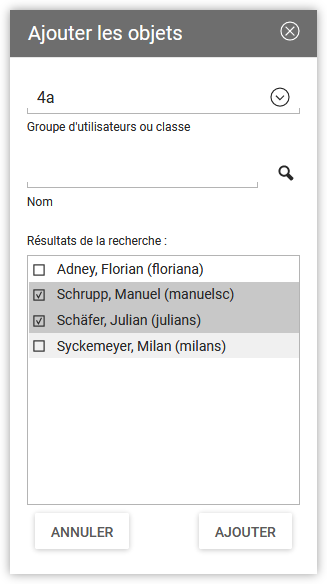 Ajouter les objets
4a
Groupe d'utilisateurs ou classe
Nom
Résultats de la recherche :
Adney, Florian (floriana)
Schrupp, Manuel (manuelsc)
Schäfer, Julian (julians)
Syckemeyer, Milan (milans)
ANNULER AJOUTER